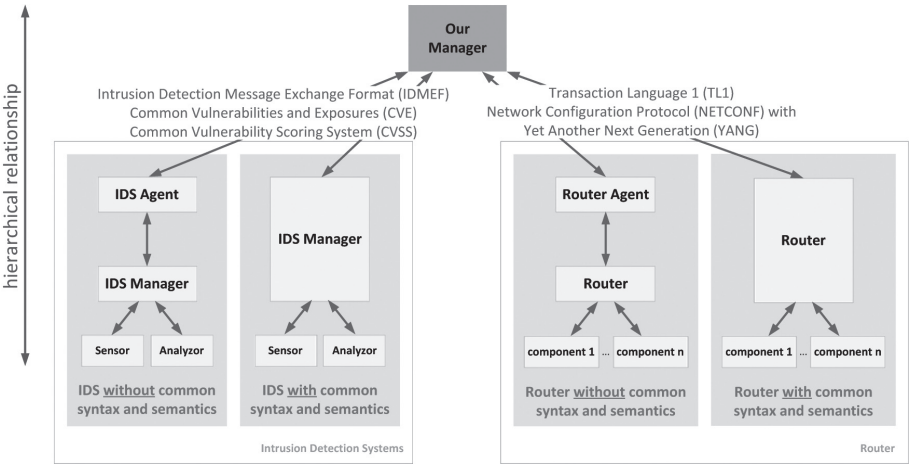 Our
Manager
hierarchical relationship
Intrusion Detection Message Exchange Format (IDMEF)
Common Vulnerabilities and Exposures (CVE)
Common Vulnerability Scoring System (CVSS)
Transaction Language 1 (TL1)
Network Configuration Protocol (NETCONF) with
Yet Another Next Generation (YANG)
IDS Agent
IDS Manager
Sensor
Analyzor
IDS without common
syntax and semantics
IDS Manager
Sensor
Analyzor
IDS with common
syntax and semantics
Intrusion Detection Systems
Router Agent
Router
component 1 ... component n
Router without common
syntax and semantics
Router
component 1 ... component n
Router with common
syntax and semantics
Router